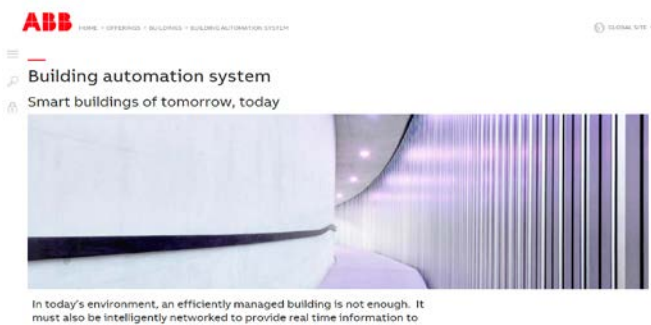 ABB HOME > OFFERINGS > BUILDINGS > BUILDING AUTOMATION SYSTEM
GLOBAL SITE
Building automation system
Smart buildings of tomorrow, today
In today's environment, an efficiently managed building is not enough. It
must also be intelligently networked to provide real time information to